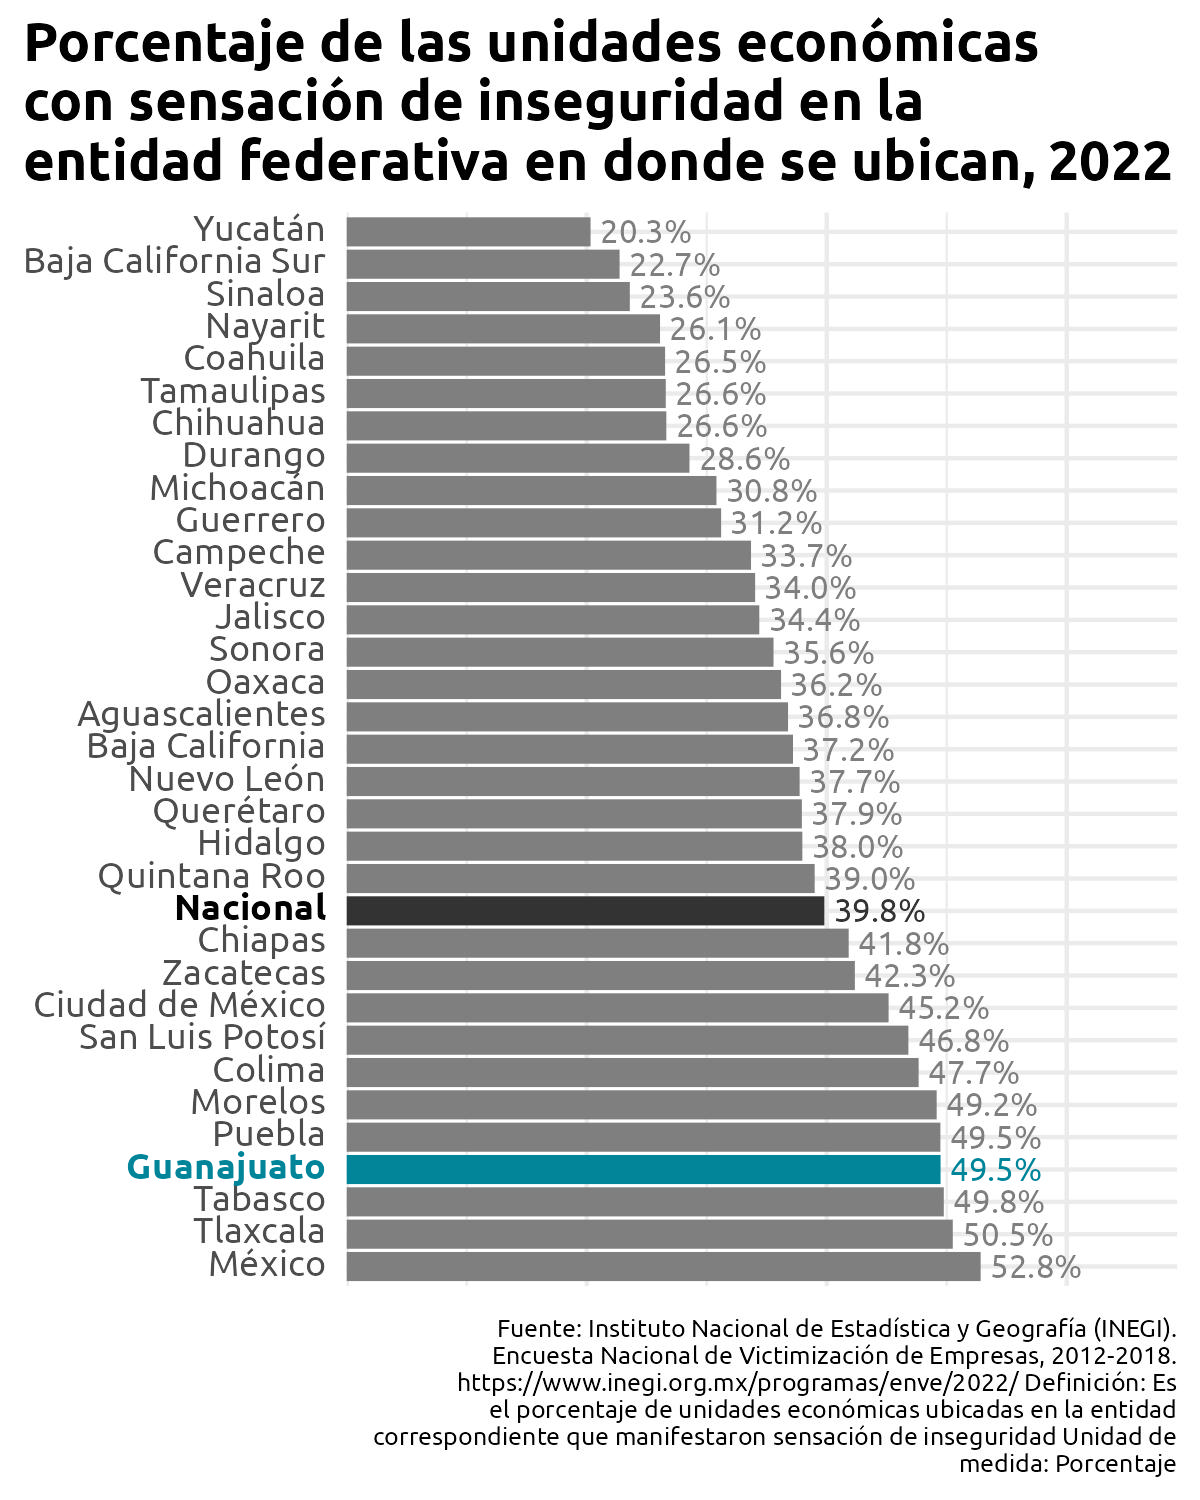 Porcentaje de las unidades económicas
con sensación de inseguridad en la
entidad federativa en donde se ubican, 2022
Yucatán 20.3%
Baja California Sur 22.7%
Sinaloa 23.6%
Nayarit 26.1%
Coahuila 26.5%
Tamaulipas 26.6%
Chihuahua 26.6%
Durango 28.6%
Michoacán 30.8%
Guerrero 31.2%
Campeche 33.7%
Veracruz 34.0%
Jalisco 34.4%
Sonora 35.6%
Oaxaca 36.2%
Aguascalientes 36.8%
Baja California 37.2%
Nuevo León 37.7%
Querétaro 37.9%
Hidalgo 38.0%
Quintana Roo 39.0%
Nacional 39.8%
Chiapas 41.8%
Zacatecas 42.3%
Ciudad de México 45.2%
San Luis Potosí 46.8%
Colima 47.7%
Morelos 49.2%
Puebla 49.5%
Guanajuato 49.5%
Tabasco 49.8%
Tlaxcala 50.5%
México 52.8%
Fuente: Instituto Nacional de Estadística y Geografía (INEGI).
Encuesta Nacional de Victimización de Empresas, 2012-2018.
https://www.inegi.org.mx/programas/enve/2022/ Definición: Es
el porcentaje de unidades económicas ubicadas en la entidad
correspondiente que manifestaron sensación de inseguridad Unidad de
medida: Porcentaje